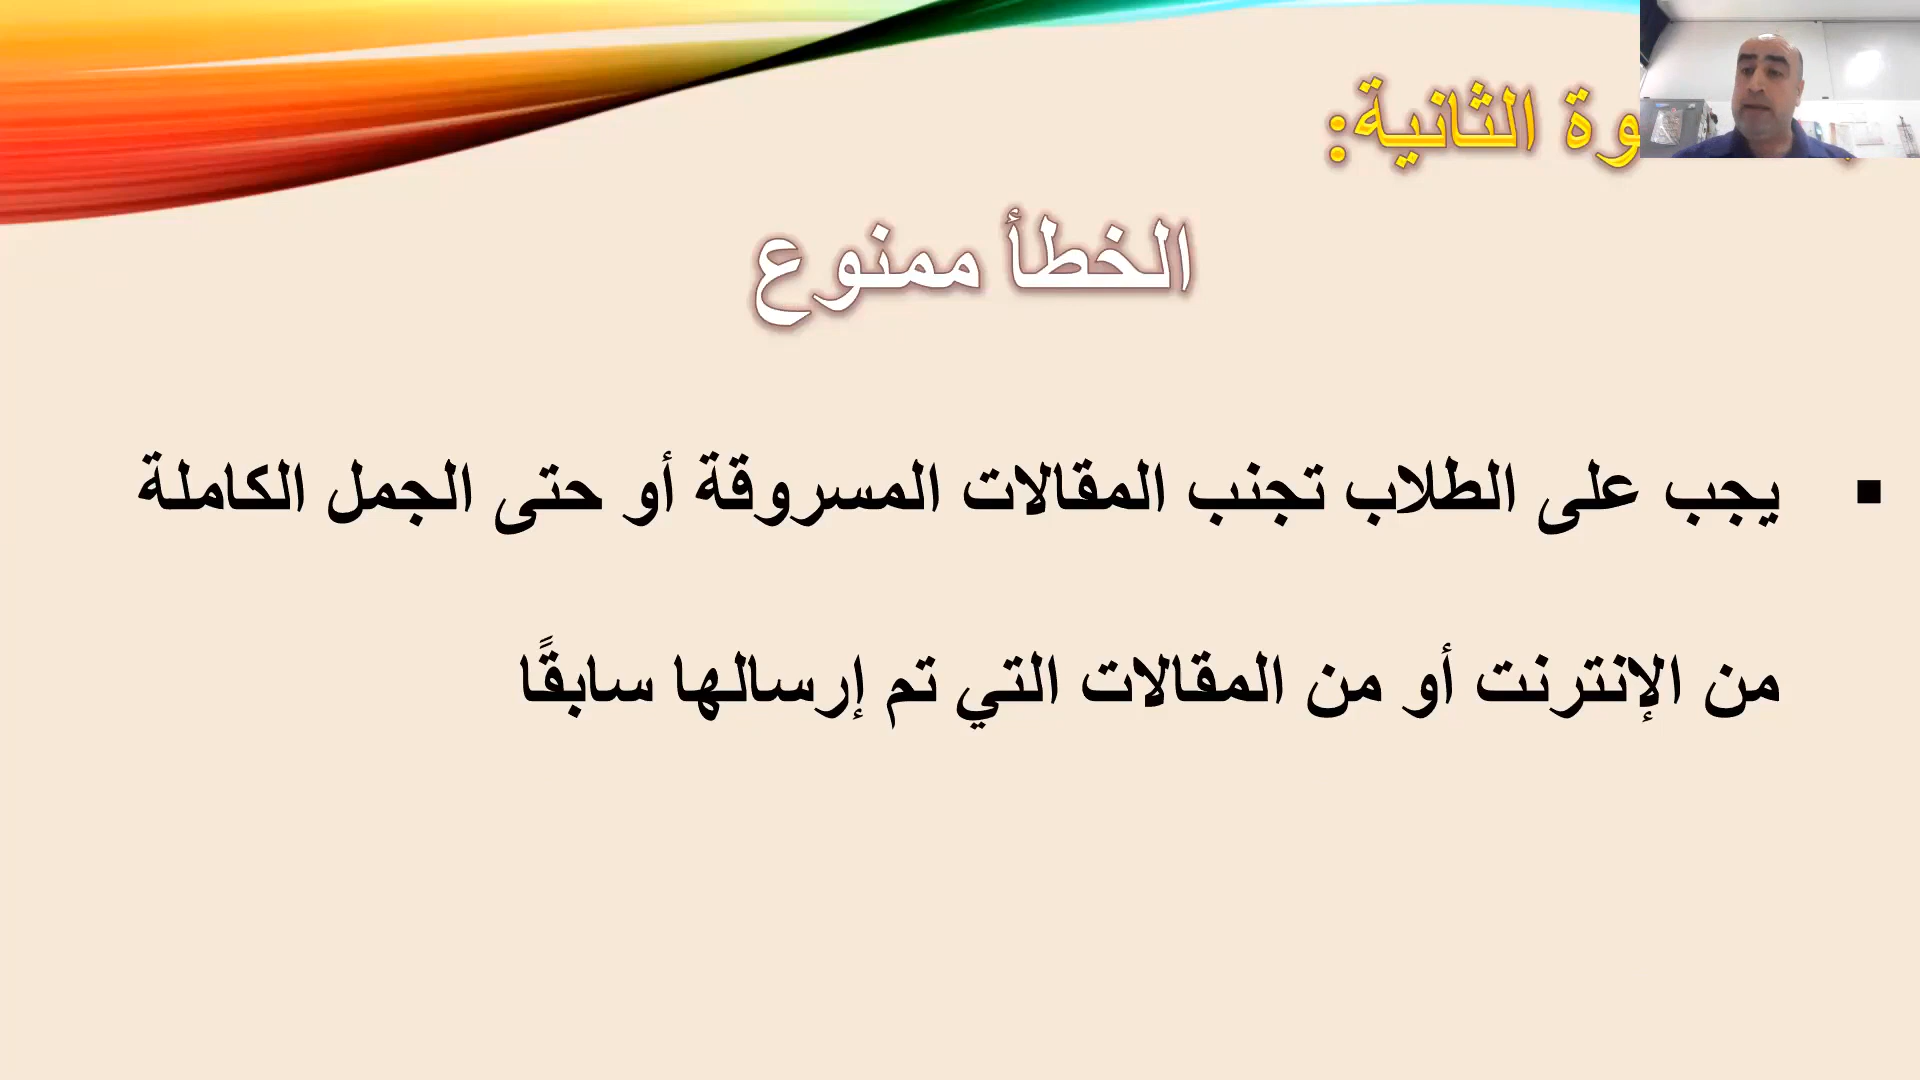 الثانية:
الخطأ ممنوع
▪ يجب على الطلاب تجنب المقالات المسروقة أو حتى الجمل الكاملة
من الإنترنت أو من المقالات التي تم إرسالها سابقًا